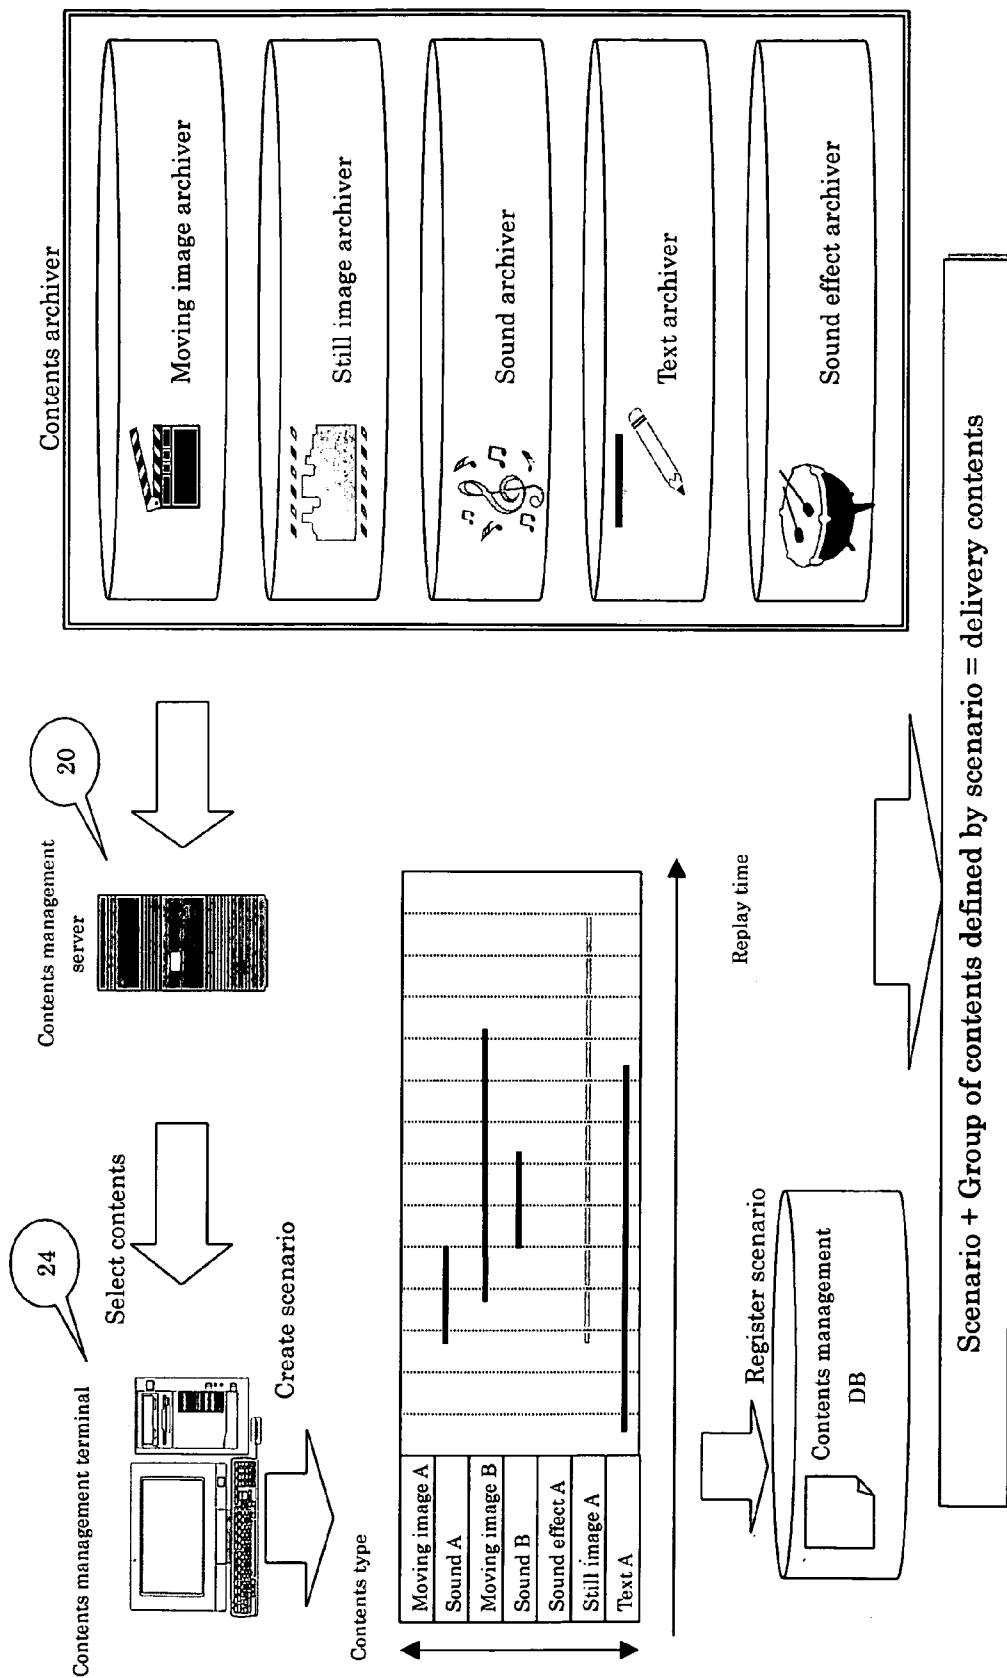 Contents management terminal
24
Select contents
Contents management
server
20
Contents archiver
Moving image archiver
Still image archiver
Sound archiver
Text archiver
Sound effect archiver
Create scenario
Contents type
Moving image A
Sound A
Moving image B
Sound B
Sound effect A
Still image A
Text A
Replay time
Register scenario
Contents management
DB
Scenario + Group of contents defined by scenario = delivery contents